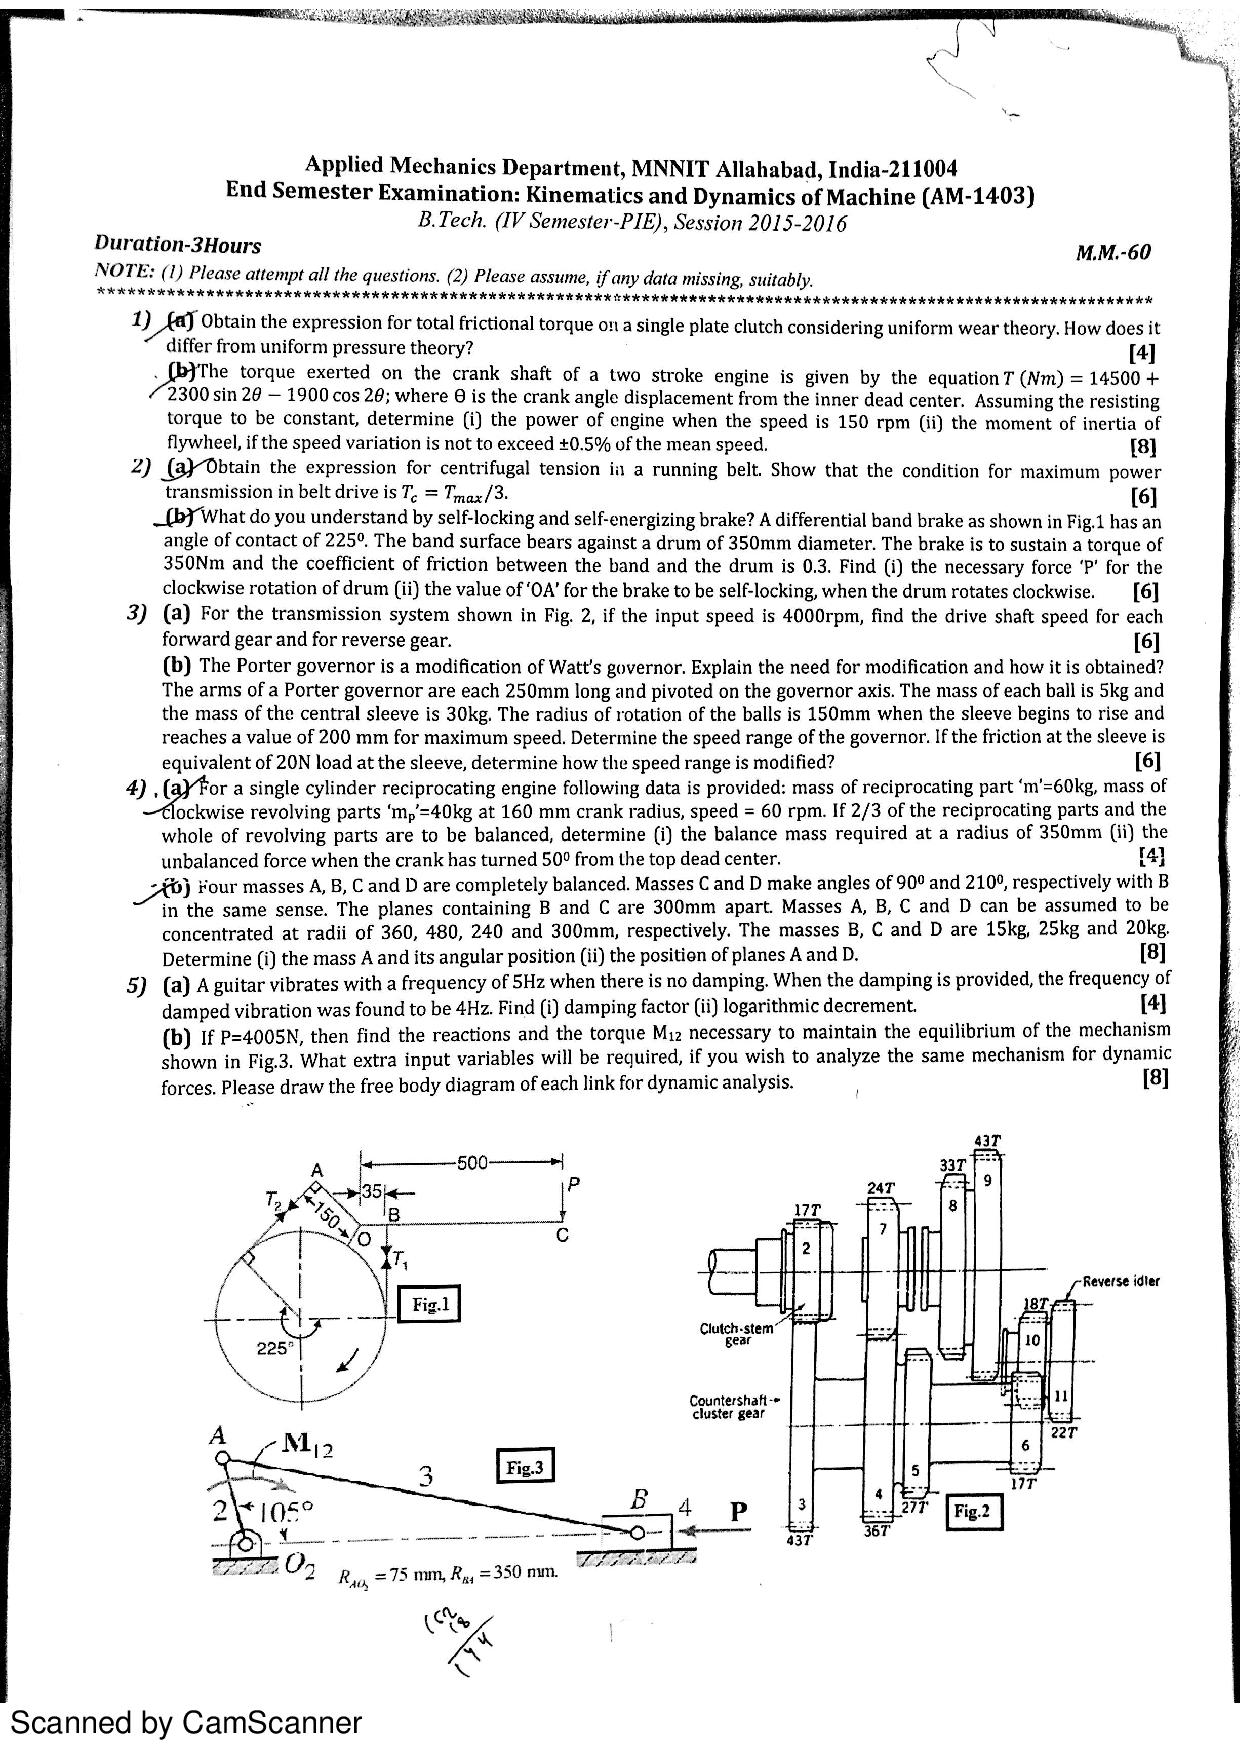 Applied Mechanics Department, MNNIT Allahabad, India-211004
End Semester Examination: Kinematics and Dynamics of Machine (AM-1403)
B.Tech. (IV Semester-PIE), Session 2015-2016
Duration-3Hours M.M.-60
NOTE: (1) Please attempt all the questions. (2) Please assume, if any data missing, suitably.
1) (a) Obtain the expression for total frictional torque on a single plate clutch considering uniform wear theory. How does it
differ from uniform pressure theory? [4]
(b)The torque exerted on the crank shaft of a two stroke engine is given by the equation T (Nm) = 14500 +
2300 sin 2θ − 1900 cos 2θ; where θ is the crank angle displacement from the inner dead center. Assuming the resisting
torque to be constant, determine (i) the power of engine when the speed is 150 rpm (ii) the moment of inertia of
flywheel, if the speed variation is not to exceed ±0.5% of the mean speed. [8]
2) (a) Obtain the expression for centrifugal tension in a running belt. Show that the condition for maximum power
transmission in belt drive is Tc = Tmax/3. [6]
(b) What do you understand by self-locking and self-energizing brake? A differential band brake as shown in Fig.1 has an
angle of contact of 225⁰. The band surface bears against a drum of 350mm diameter. The brake is to sustain a torque of
350Nm and the coefficient of friction between the band and the drum is 0.3. Find (i) the necessary force 'P' for the
clockwise rotation of drum (ii) the value of 'OA' for the brake to be self-locking, when the drum rotates clockwise. [6]
3) (a) For the transmission system shown in Fig. 2, if the input speed is 4000rpm, find the drive shaft speed for each
forward gear and for reverse gear. [6]
(b) The Porter governor is a modification of Watt's governor. Explain the need for modification and how it is obtained?
The arms of a Porter governor are each 250mm long and pivoted on the governor axis. The mass of each ball is 5kg and
the mass of the central sleeve is 30kg. The radius of rotation of the balls is 150mm when the sleeve begins to rise and
reaches a value of 200 mm for maximum speed. Determine the speed range of the governor. If the friction at the sleeve is
equivalent of 20N load at the sleeve, determine how the speed range is modified? [6]
4) . (a) For a single cylinder reciprocating engine following data is provided: mass of reciprocating part 'm'=60kg, mass of
clockwise revolving parts 'mp'=40kg at 160 mm crank radius, speed = 60 rpm. If 2/3 of the reciprocating parts and the
whole of revolving parts are to be balanced, determine (i) the balance mass required at a radius of 350mm (ii) the
unbalanced force when the crank has turned 50⁰ from the top dead center. [4]
(b) Four masses A, B, C and D are completely balanced. Masses C and D make angles of 90⁰ and 210⁰, respectively with B
in the same sense. The planes containing B and C are 300mm apart. Masses A, B, C and D can be assumed to be
concentrated at radii of 360, 480, 240 and 300mm, respectively. The masses B, C and D are 15kg, 25kg and 20kg.
Determine (i) the mass A and its angular position (ii) the position of planes A and D. [8]
5) (a) A guitar vibrates with a frequency of 5Hz when there is no damping. When the damping is provided, the frequency of
damped vibration was found to be 4Hz. Find (i) damping factor (ii) logarithmic decrement. [4]
(b) If P=4005N, then find the reactions and the torque M12 necessary to maintain the equilibrium of the mechanism
shown in Fig.3. What extra input variables will be required, if you wish to analyze the same mechanism for dynamic
forces. Please draw the free body diagram of each link for dynamic analysis. [8]
A
500
P
T2
150
35
B
O
C
T1
225°
Fig.1
43T
33T
9
24T
8
17T
7
2
Reverse idler
18T
Clutch-stem
gear
10
Countershaft
cluster gear
11
22T
6
17T
5
4
3
27T
Fig.2
36T
43T
A
M12
3
Fig.3
2
105°
B
4
P
O2
RAO2 = 75 mm, RBA = 350 mm.
Scanned by CamScanner